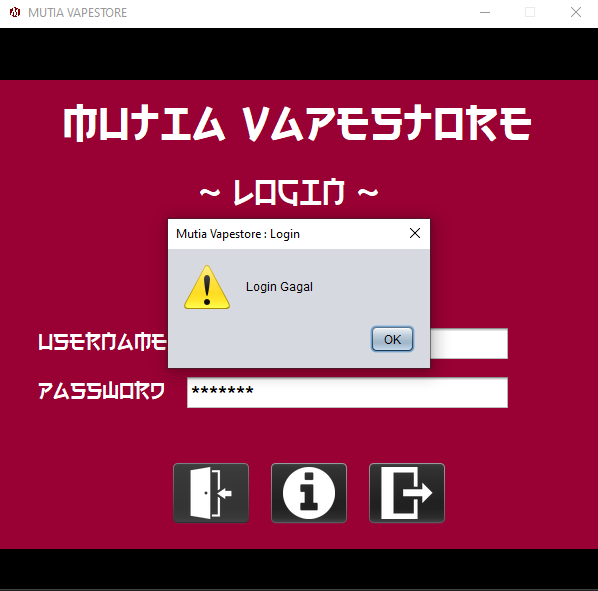 MUTIA VAPESTORE
MUTIA VAPESTORE
~ LOGIN ~
Mutia Vapestore : Login
Login Gagal
OK
USERNAME
PASSWORD
*******